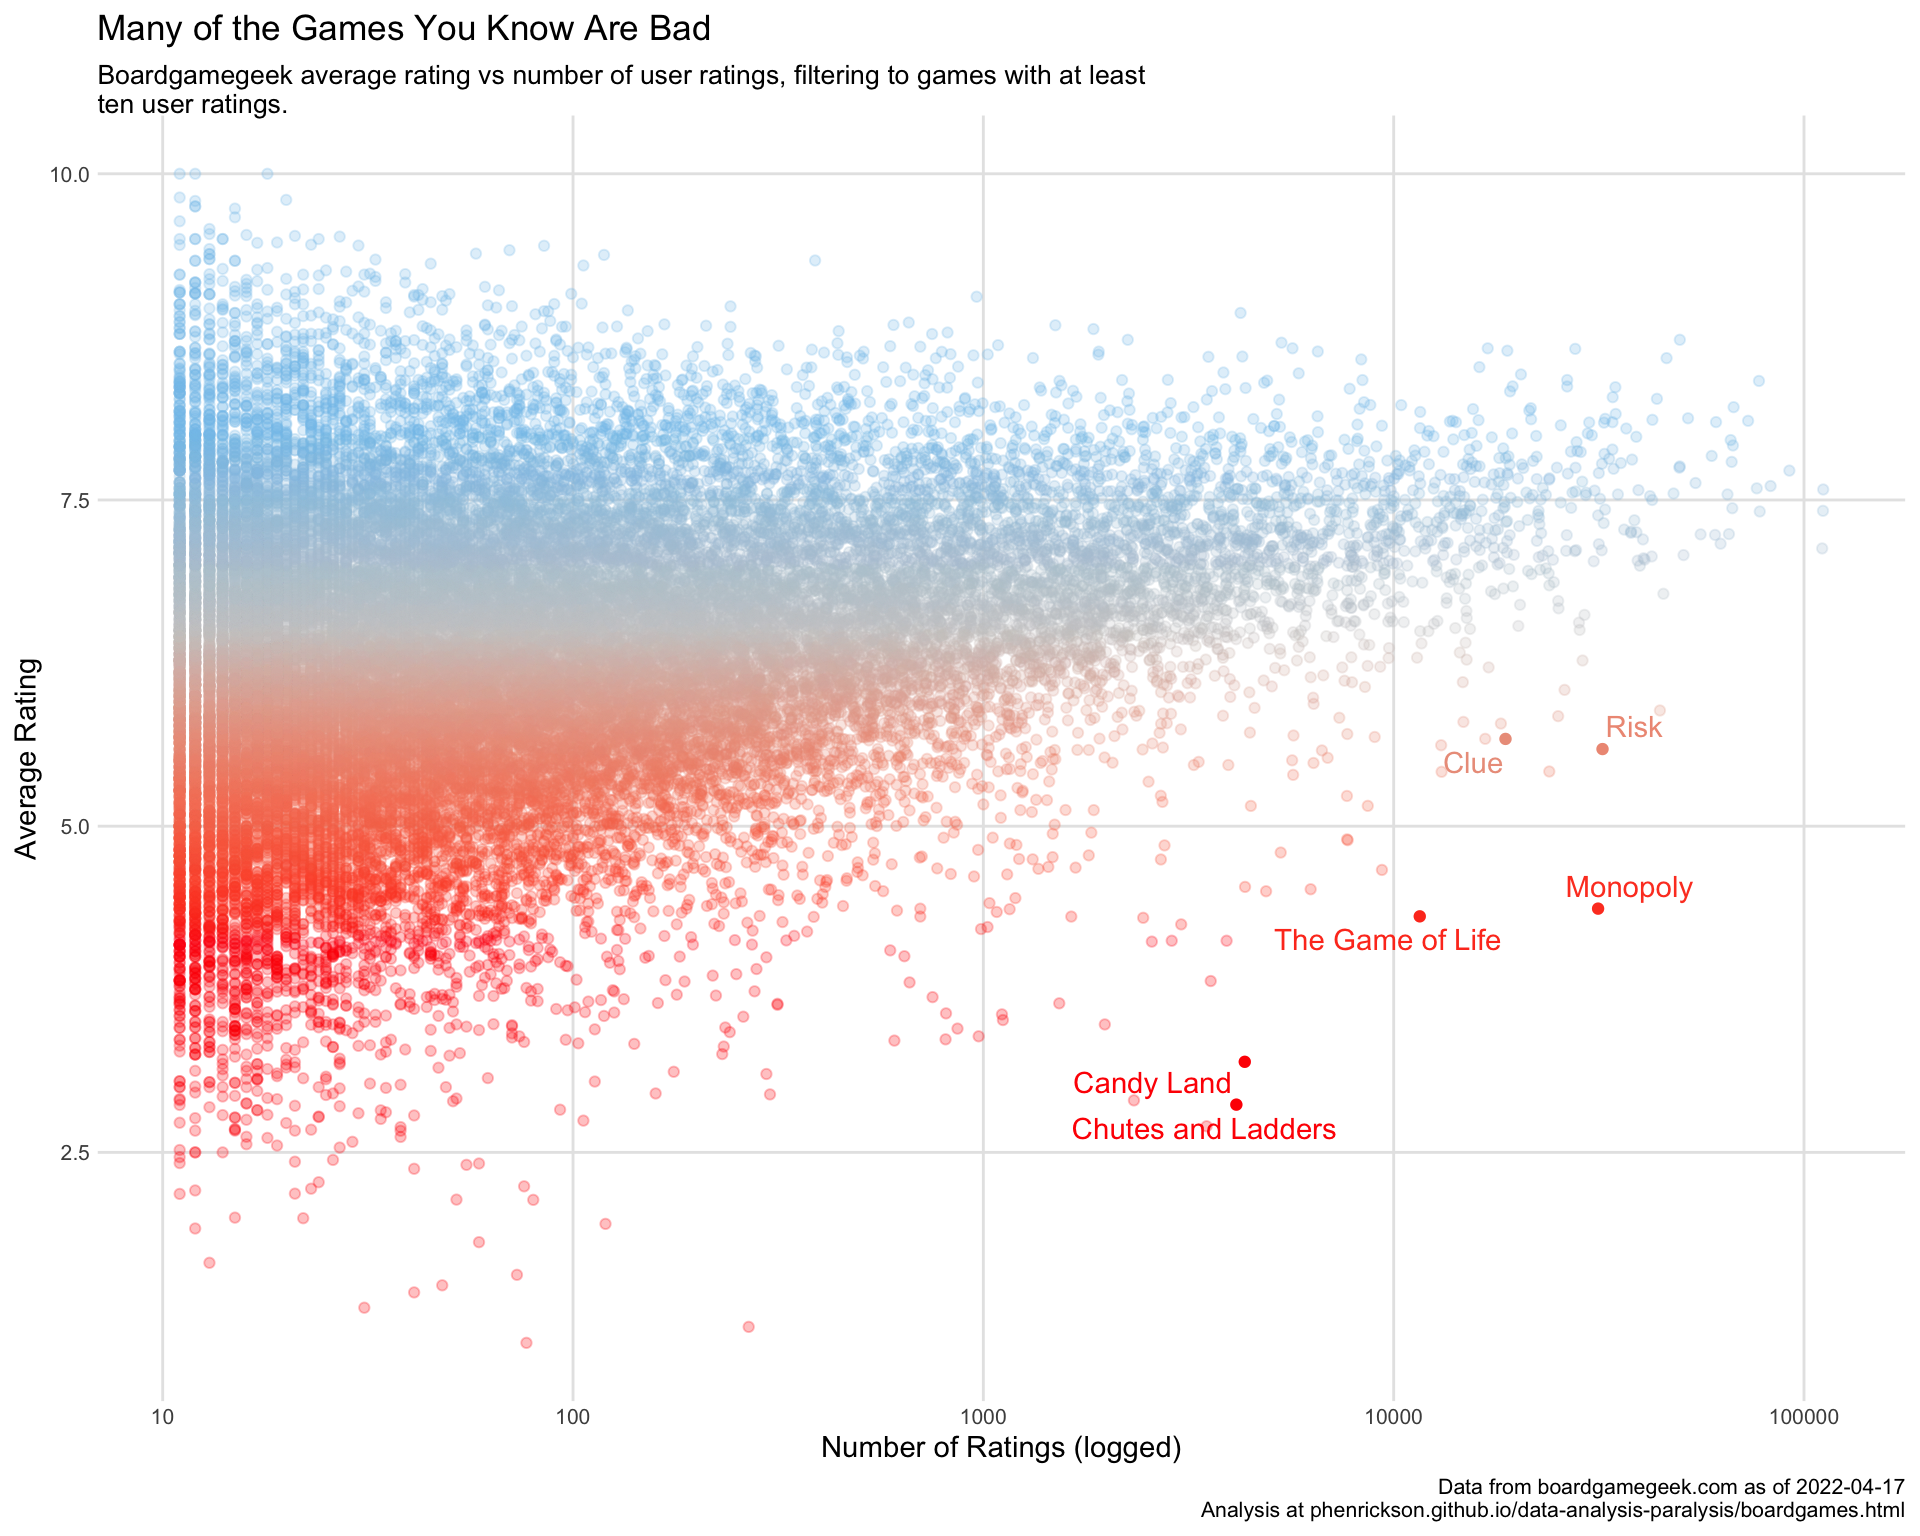 Many of the Games You Know Are Bad
Boardgamegeek average rating vs number of user ratings, filtering to games with at least
ten user ratings.
10.0
7.5
5.0
2.5
Average Rating
Risk
Clue
Monopoly
The Game of Life
Candy Land
Chutes and Ladders
10
100
1000
10000
100000
Number of Ratings (logged)
Data from boardgamegeek.com as of 2022-04-17
Analysis at phenrickson.github.io/data-analysis-paralysis/boardgames.html